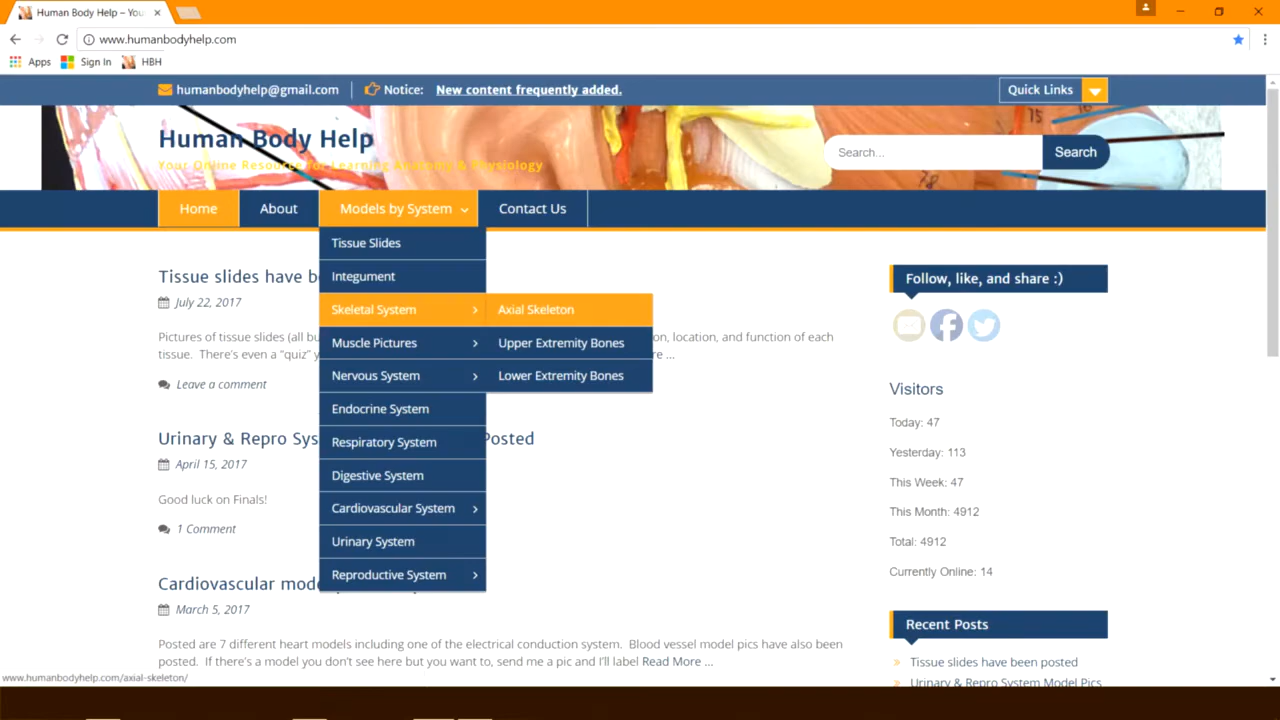 Human Body Help – You
www.humanbodyhelp.com
Apps Sign In HBH
humanbodyhelp@gmail.com Notice: New content frequently added. Quick Links
Human Body Help
Your Online Resource for Learning Anatomy & Physiology
Search... Search
Home About Models by System Contact Us
Tissue Slides
Integument
Skeletal System Axial Skeleton
Muscle Pictures Upper Extremity Bones
Nervous System Lower Extremity Bones
Endocrine System
Respiratory System
Digestive System
Cardiovascular System
Urinary System
Reproductive System
Tissue slides have b
July 22, 2017
Pictures of tissue slides (all bu on, location, and function of each
tissue. There's even a "quiz" y re ...
Leave a comment
Urinary & Repro Sys Posted
April 15, 2017
Good luck on Finals!
1 Comment
Cardiovascular mod
March 5, 2017
Posted are 7 different heart models including one of the electrical conduction system. Blood vessel model pics have also been
posted. If there's a model you don't see here but you want to, send me a pic and I'll label Read More ...
Follow, like, and share :)
Visitors
Today: 47
Yesterday: 113
This Week: 47
This Month: 4912
Total: 4912
Currently Online: 14
Recent Posts
Tissue slides have been posted
Urinary & Repro System Model Pics
www.humanbodyhelp.com/axial-skeleton/